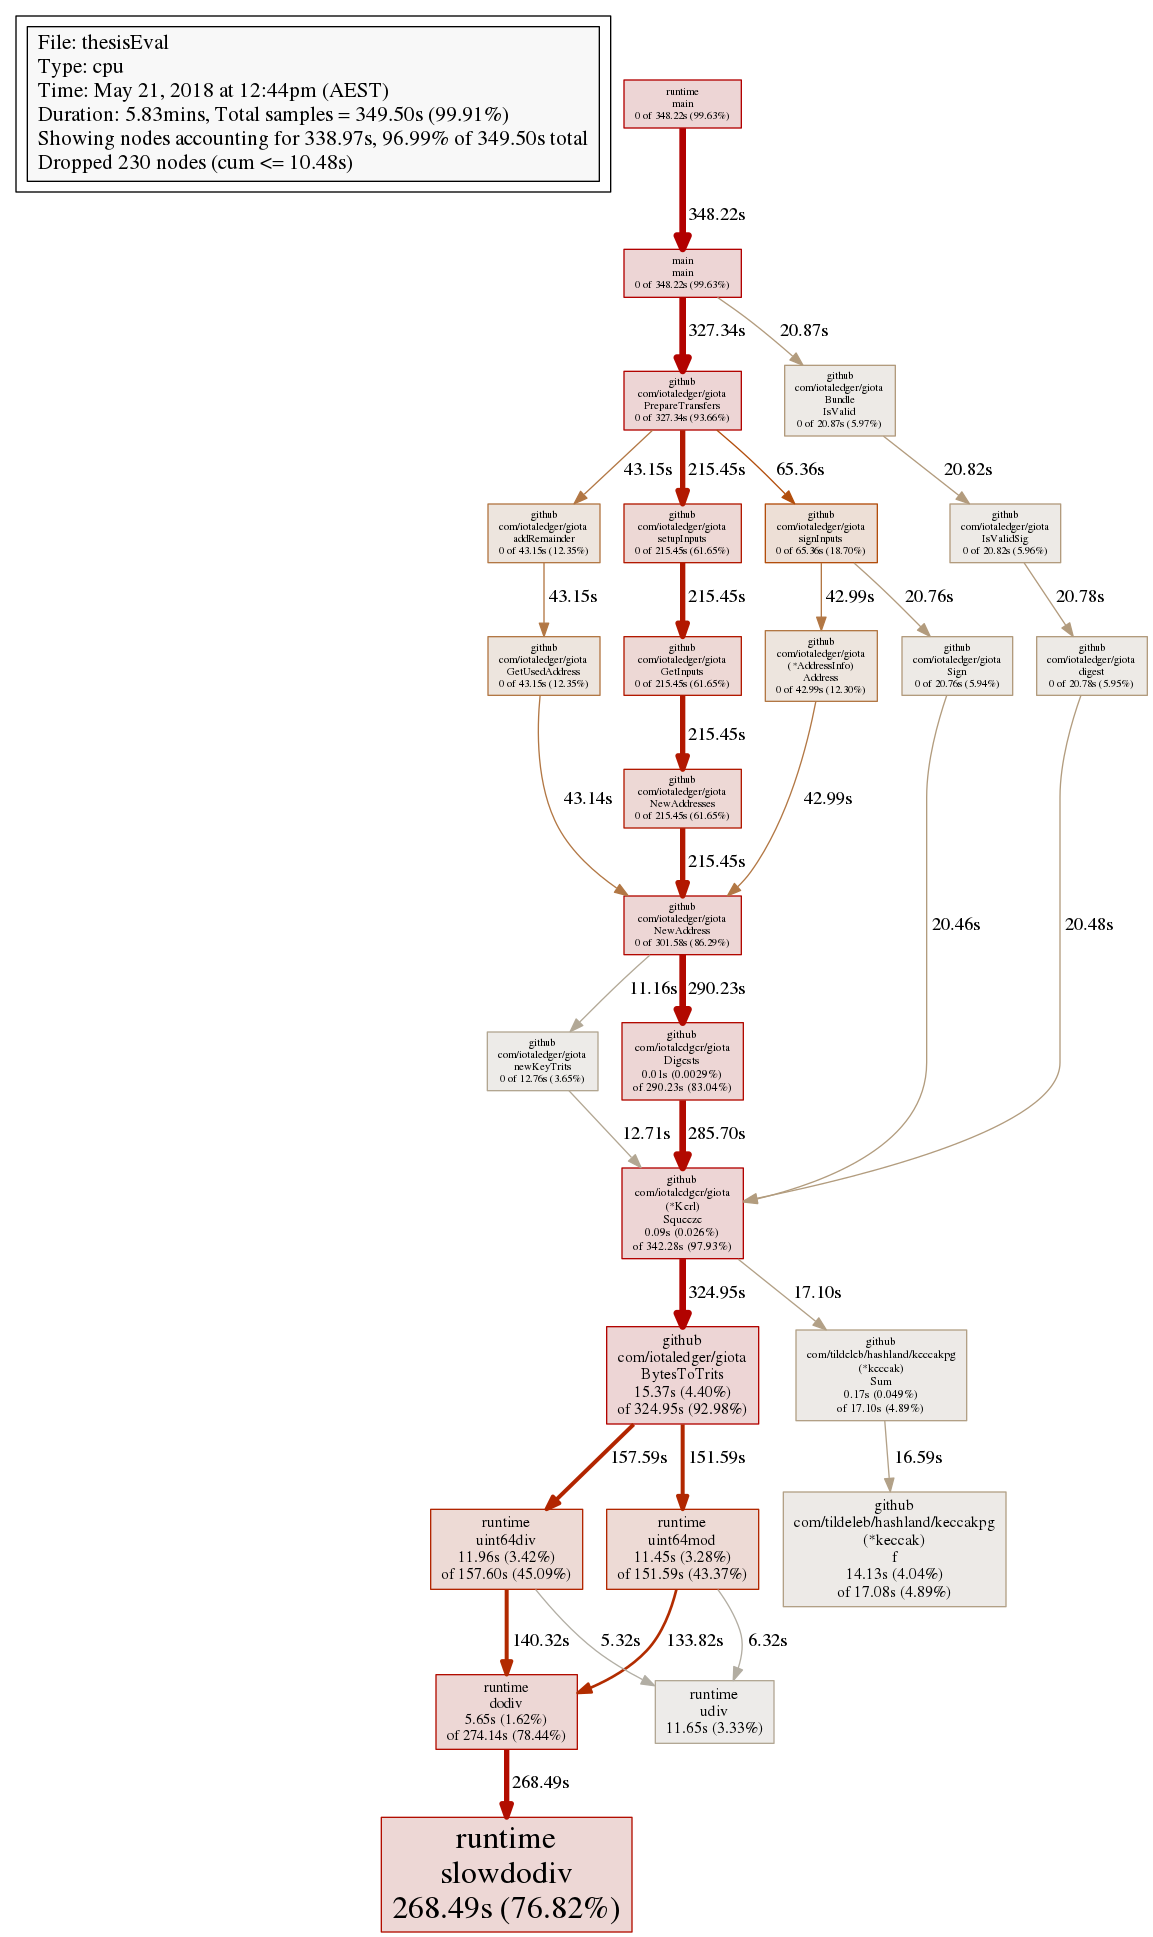 File: thesisEval
Type: cpu
Time: May 21, 2018 at 12:44pm (AEST)
Duration: 5.83mins, Total samples = 349.50s (99.91%)
Showing nodes accounting for 338.97s, 96.99% of 349.50s total
Dropped 230 nodes (cum <= 10.48s)
runtime
main
0 of 348.22s (99.63%)
348.22s
main
main
0 of 348.22s (99.63%)
327.34s
20.87s
github
com/iotaledger/giota
PrepareTransfers
0 of 327.34s (93.66%)
github
com/iotaledger/giota
Bundle
IsValid
0 of 20.87s (5.97%)
43.15s
215.45s
65.36s
20.82s
github
com/iotaledger/giota
addRemainder
0 of 43.15s (12.35%)
github
com/iotaledger/giota
setupInputs
0 of 215.45s (61.65%)
github
com/iotaledger/giota
signInputs
0 of 65.36s (18.70%)
github
com/iotaledger/giota
IsValidSig
0 of 20.82s (5.96%)
43.15s
215.45s
42.99s
20.76s
20.78s
github
com/iotaledger/giota
GetUsedAddress
0 of 43.15s (12.35%)
github
com/iotaledger/giota
GetInputs
0 of 215.45s (61.65%)
github
com/iotaledger/giota
(*AddressInfo)
Address
0 of 42.99s (12.30%)
github
com/iotaledger/giota
Sign
0 of 20.76s (5.94%)
github
com/iotaledger/giota
digest
0 of 20.78s (5.95%)
215.45s
43.14s
github
com/iotaledger/giota
NewAddresses
0 of 215.45s (61.65%)
42.99s
215.45s
github
com/iotaledger/giota
NewAddress
0 of 301.58s (86.29%)
20.46s
20.48s
11.16s
290.23s
github
com/iotaledger/giota
newKeyTrits
0 of 12.76s (3.65%)
github
com/iotaledger/giota
Digests
0.01s (0.0029%)
of 290.23s (83.04%)
12.71s
285.70s
github
com/iotaledger/giota
(*Kerl)
Squeeze
0.09s (0.026%)
of 342.28s (97.93%)
324.95s
17.10s
github
com/iotaledger/giota
BytesToTrits
15.37s (4.40%)
of 324.95s (92.98%)
github
com/tildeleb/hashland/keccakpg
(*keccak)
Sum
0.17s (0.049%)
of 17.10s (4.89%)
157.59s
151.59s
16.59s
runtime
uint64div
11.96s (3.42%)
of 157.60s (45.09%)
runtime
uint64mod
11.45s (3.28%)
of 151.59s (43.37%)
github
com/tildeleb/hashland/keccakpg
(*keccak)
f
14.13s (4.04%)
of 17.08s (4.89%)
140.32s
5.32s
133.82s
6.32s
runtime
dodiv
5.65s (1.62%)
of 274.14s (78.44%)
runtime
udiv
11.65s (3.33%)
268.49s
runtime
slowdodiv
268.49s (76.82%)